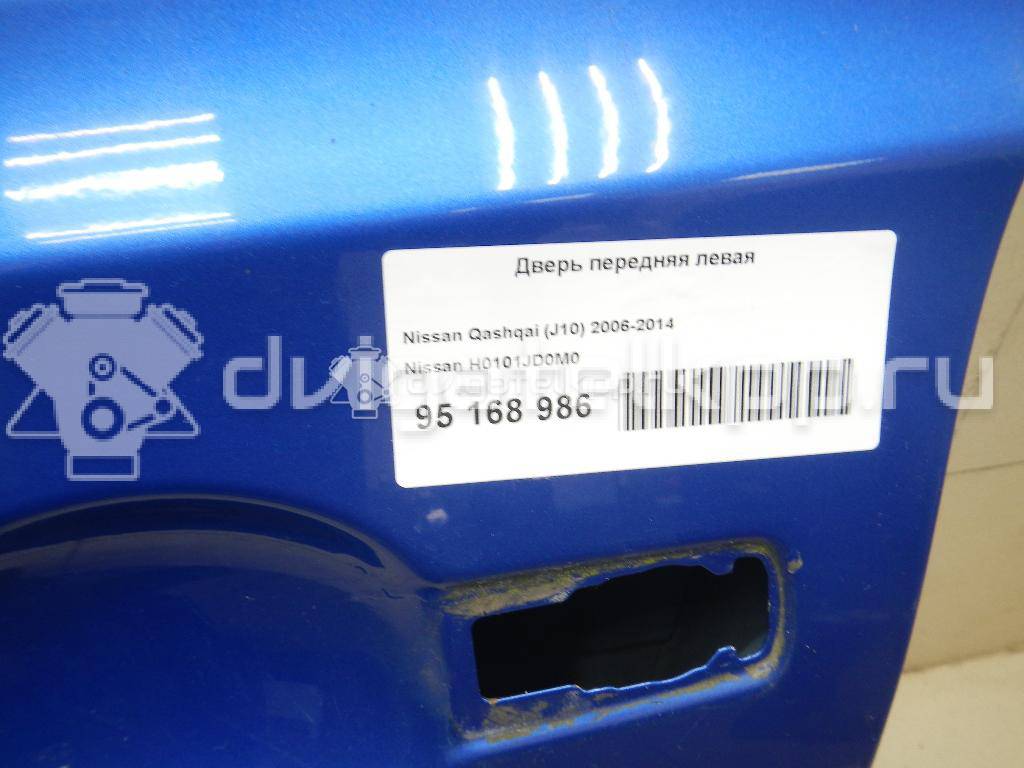 Дверь передняя левая
Nissan Qashqai (J10) 2006-2014
Nissan H0101JD0M0
95 168 986